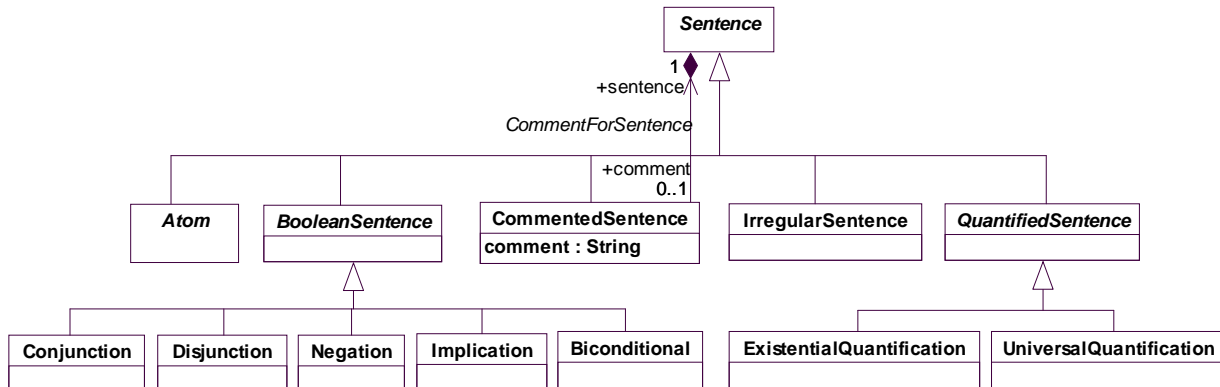 Sentence
1
+sentence
CommentForSentence
+comment
0..1
Atom
BooleanSentence
CommentedSentence
comment : String
IrregularSentence
QuantifiedSentence
Conjunction
Disjunction
Negation
Implication
Biconditional
ExistentialQuantification
UniversalQuantification